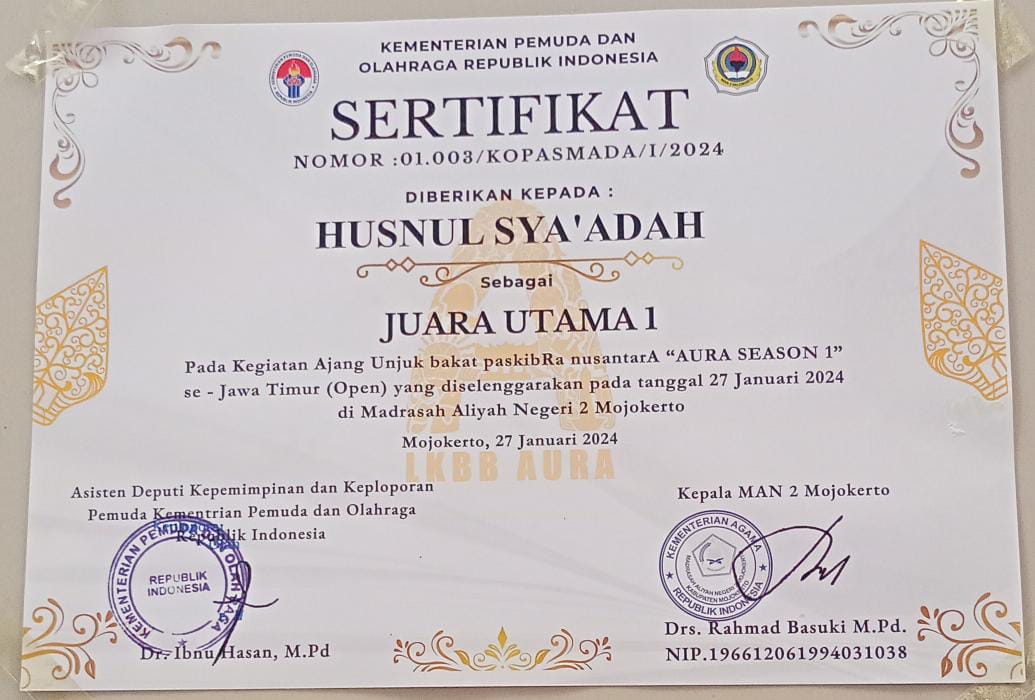 KEMENTERIAN PEMUDA DAN
OLAHRAGA REPUBLIK INDONESIA
SERTIFIKAT
NOMOR :01.003/KOPASMADA/I/2024
DIBERIKAN KEPADA :
HUSNUL SYA'ADAH
Sebagai
JUARA UTAMA 1
Pada Kegiatan Ajang Unjuk bakat paskibRa nusantarA “AURA SEASON 1”
se - Jawa Timur (Open) yang diselenggarakan pada tanggal 27 Januari 2024
di Madrasah Aliyah Negeri 2 Mojokerto
Mojokerto, 27 Januari 2024
LKBB AURA
Asisten Deputi Kepemimpinan dan Keploporan
Pemuda Kementrian Pemuda dan Olahraga
Republik Indonesia
KEMENTERIAN PEMUDA DAN OLAH RAGA
REPUBLIK
INDONESIA
Dr. Ibnu Hasan, M.Pd
Kepala MAN 2 Mojokerto
KEMENTERIAN AGAMA
MADRASAH ALIYAH NEGERI 2 MOJOKERTO
KABUPATEN MOJOKERTO
REPUBLIK INDONESIA
Drs. Rahmad Basuki M.Pd.
NIP.196612061994031038